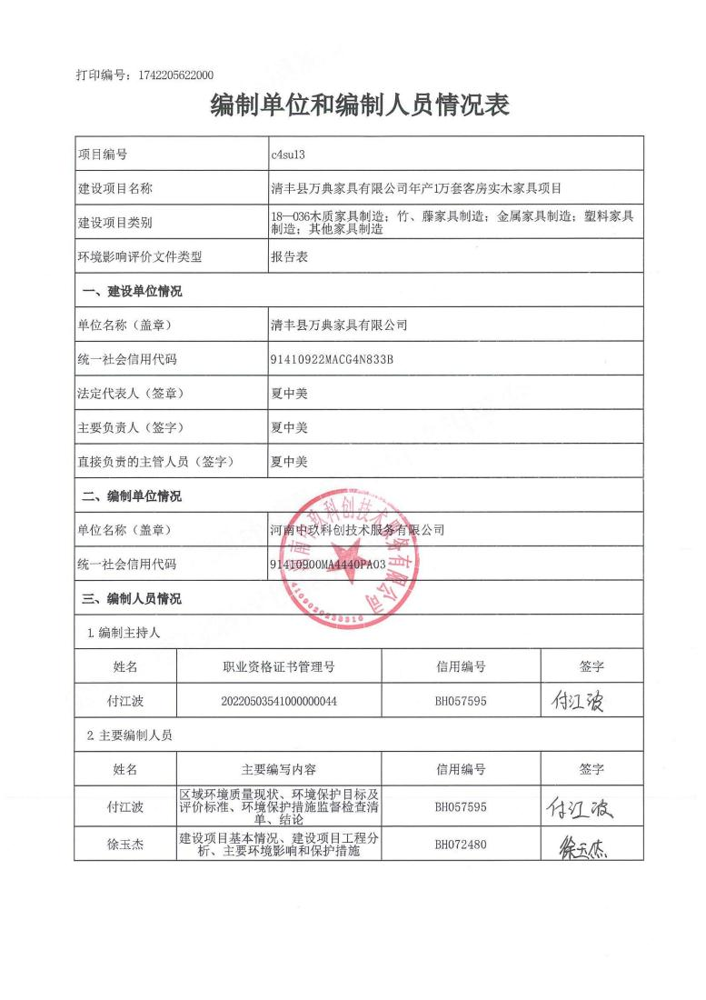 打印编号：1742205622000
编制单位和编制人员情况表
项目编号 c4sul3
建设项目名称 清丰县万典家具有限公司年产1万套客房实木家具项目
建设项目类别 18—036木质家具制造；竹、藤家具制造；金属家具制造；塑料家具
制造；其他家具制造
环境影响评价文件类型 报告表
一、建设单位情况
单位名称（盖章） 清丰县万典家具有限公司
统一社会信用代码 91410922MACG4N833B
法定代表人（签章） 夏中美
主要负责人（签字） 夏中美
直接负责的主管人员（签字） 夏中美
二、编制单位情况
单位名称（盖章） 河南中玖科创技术服务有限公司
统一社会信用代码 91410900MA4440PA03
河南中玖科创技术服务有限公司
三、编制人员情况
1.编制主持人
姓名 职业资格证书管理号 信用编号 签字
付江波 20220503541000000044 BH057595 付江波
2 主要编制人员
姓名 主要编写内容 信用编号 签字
付江波 区域环境质量现状、环境保护目标及
评价标准、环境保护措施监督检查清
单、结论 BH057595 付江波
徐玉杰 建设项目基本情况、建设项目工程分
析、主要环境影响和保护措施 BH072480 徐玉杰